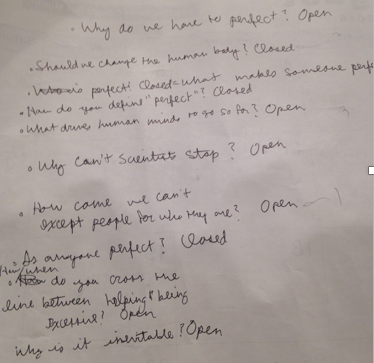 • Why do we have to perfect? Open
• Should we change the human body? Closed
• Who is perfect? Closed = what makes someone perfe
• How do you defind "perfect"? Closed
• What drives human minds to go so far? Open
• Why can't scientists stop? Open
• How come we can't
except people for who they are? Open
• Is anyone perfect? Closed
• How/when do you cross the
line between helping & being
excessive? Open
Why is it inevitable? Open